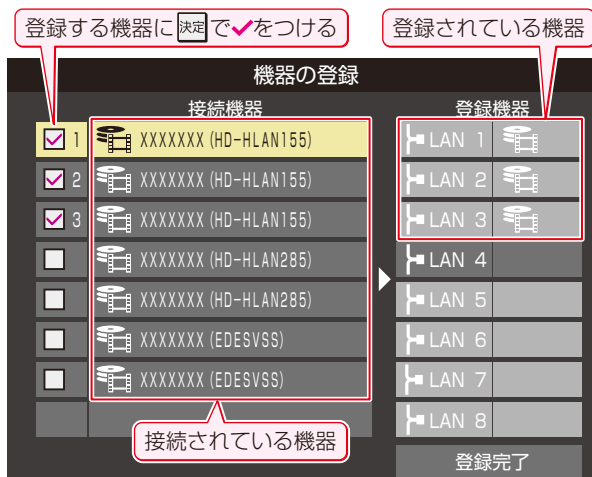 登録する機器に 決定 で✓をつける
登録されている機器
機器の登録
接続機器
登録機器
1 XXXXXXX (HD-HLAN155)
2 XXXXXXX (HD-HLAN155)
3 XXXXXXX (HD-HLAN155)
XXXXXXX (HD-HLAN285)
XXXXXXX (HD-HLAN285)
XXXXXXX (EDESVSS)
XXXXXXX (EDESVSS)
LAN 1
LAN 2
LAN 3
LAN 4
LAN 5
LAN 6
LAN 7
LAN 8
接続されている機器
登録完了